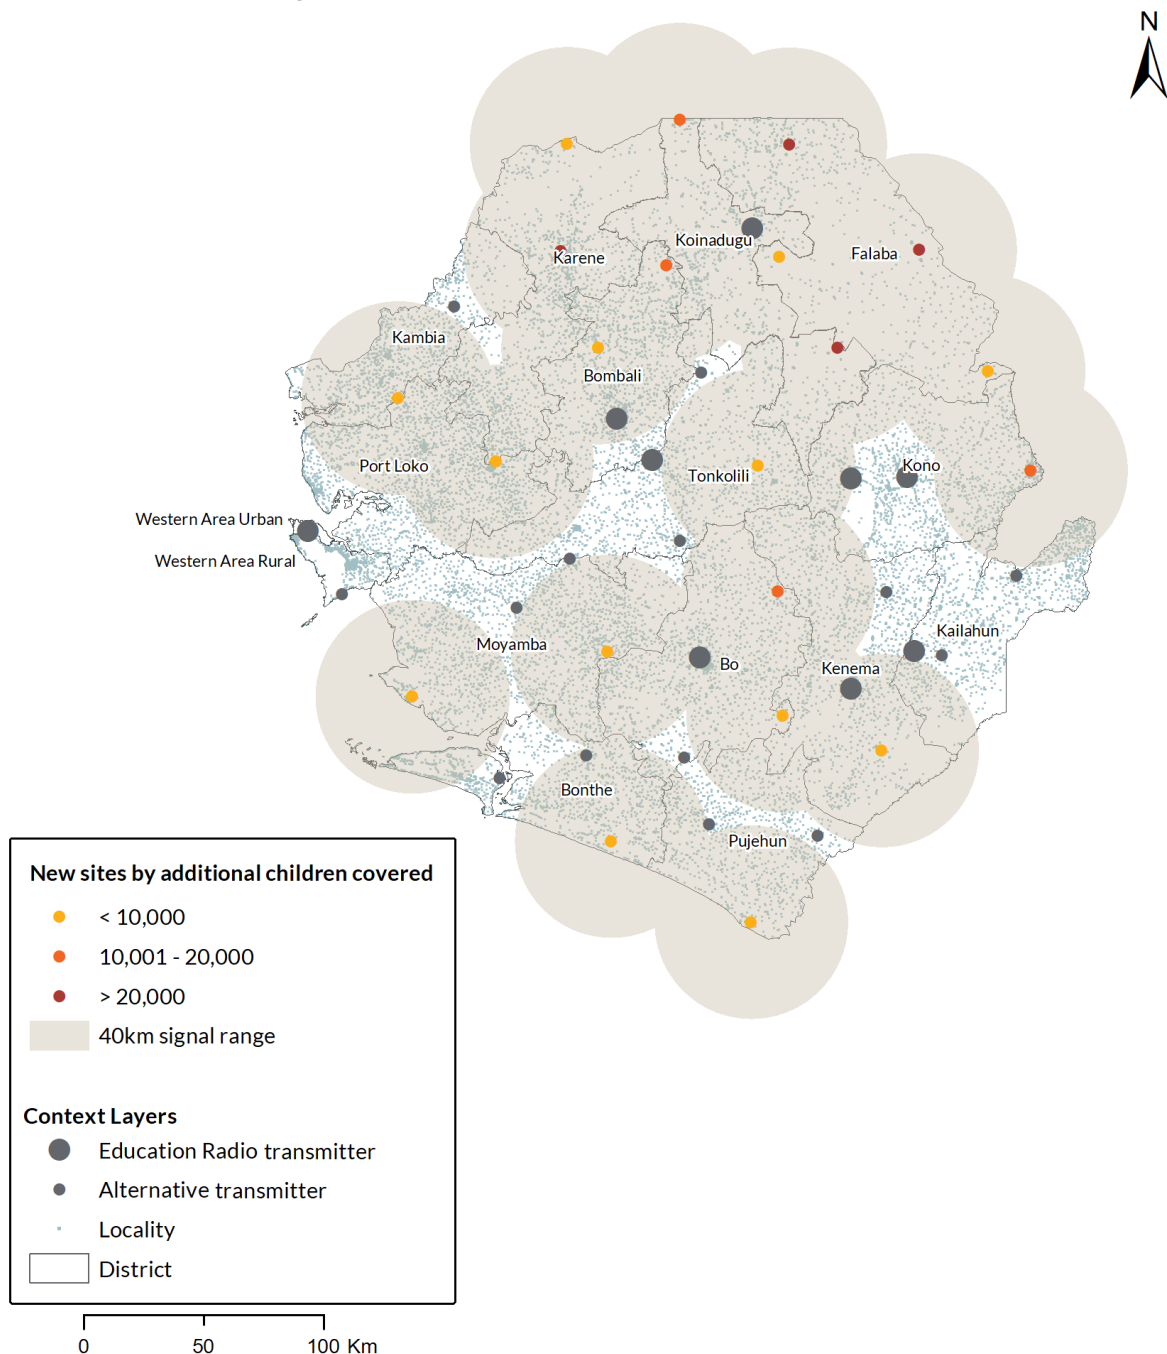 N
Koinadugu
Falaba
Karene
Kambia
Bombali
Port Loko
Tonkolili
Kono
Western Area Urban
Western Area Rural
Kailahun
Moyamba
Bo
Kenema
Bonthe
Pujehun
New sites by additional children covered
< 10,000
10,001 - 20,000
> 20,000
40km signal range
Context Layers
Education Radio transmitter
Alternative transmitter
Locality
District
0 50 100 Km